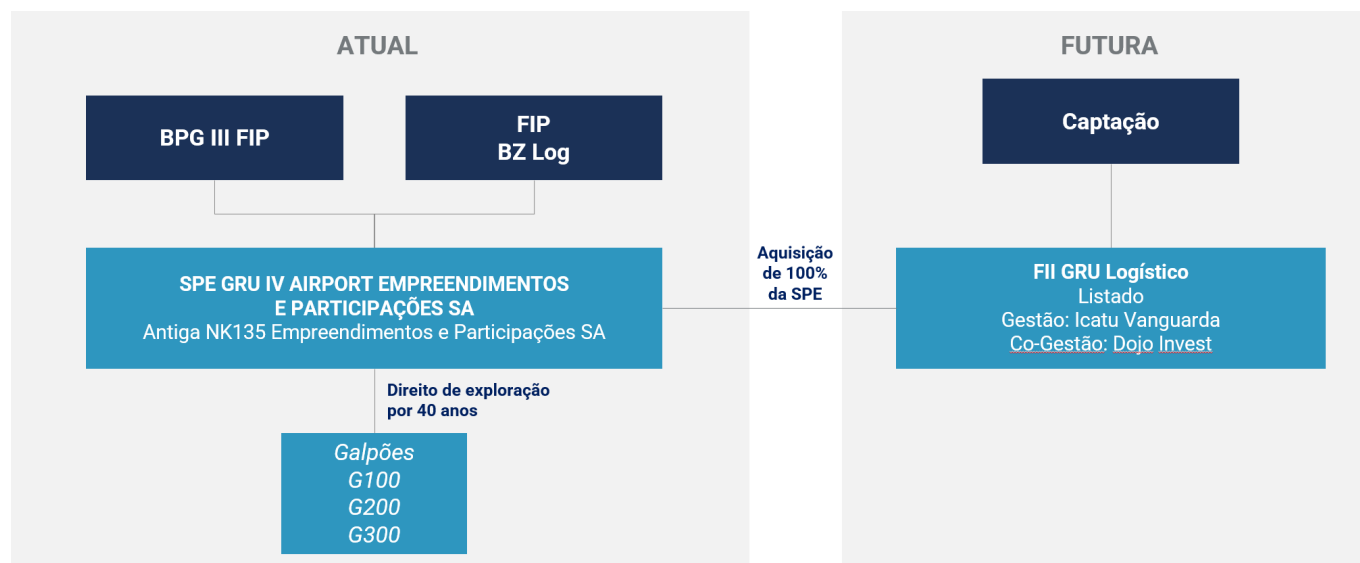 ATUAL
BPG III FIP
FIP
BZ Log
SPE GRU IV AIRPORT EMPREENDIMENTOS
E PARTICIPAÇÕES SA
Antiga NK135 Empreendimentos e Participações SA
Direito de exploração
por 40 anos
Galpões
G100
G200
G300
Aquisição
de 100%
da SPE
FUTURA
Captação
FII GRU Logístico
Listado
Gestão: Icatu Vanguarda
Co-Gestão: Dojo Invest